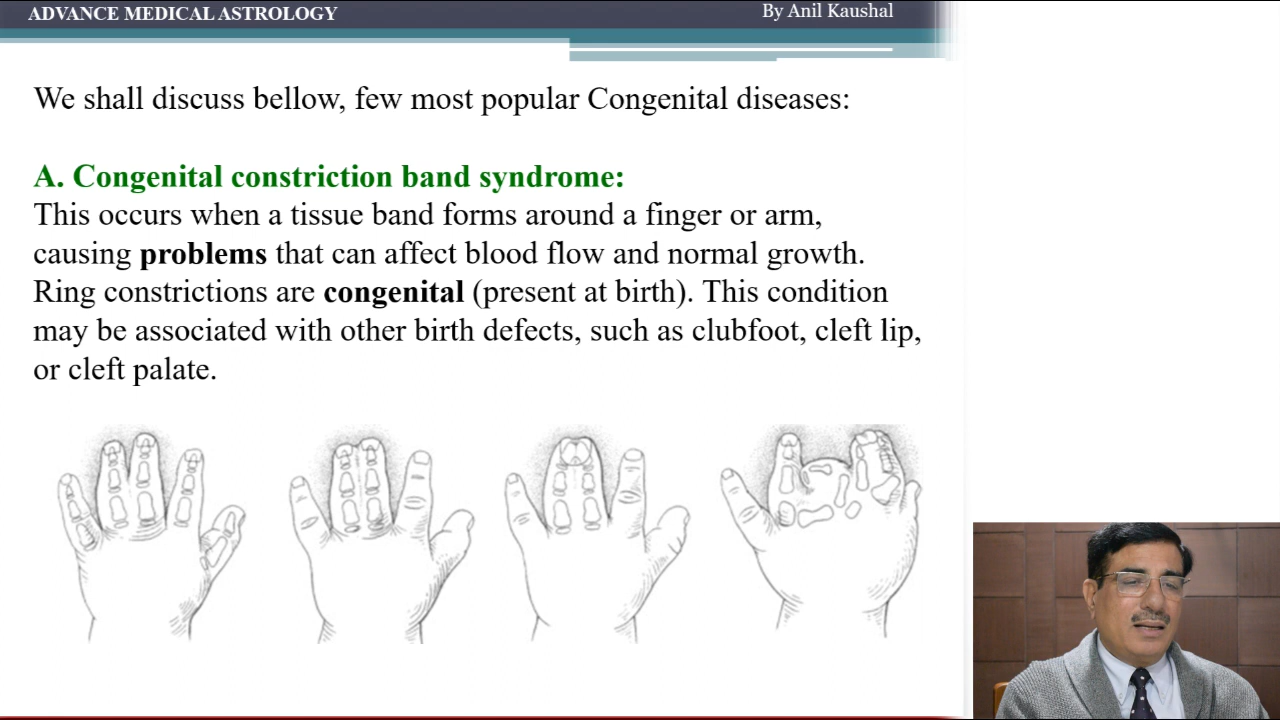 ADVANCE MEDICAL ASTROLOGY
By Anil Kaushal
We shall discuss bellow, few most popular Congenital diseases:
A. Congenital constriction band syndrome:
This occurs when a tissue band forms around a finger or arm,
causing problems that can affect blood flow and normal growth.
Ring constrictions are congenital (present at birth). This condition
may be associated with other birth defects, such as clubfoot, cleft lip,
or cleft palate.